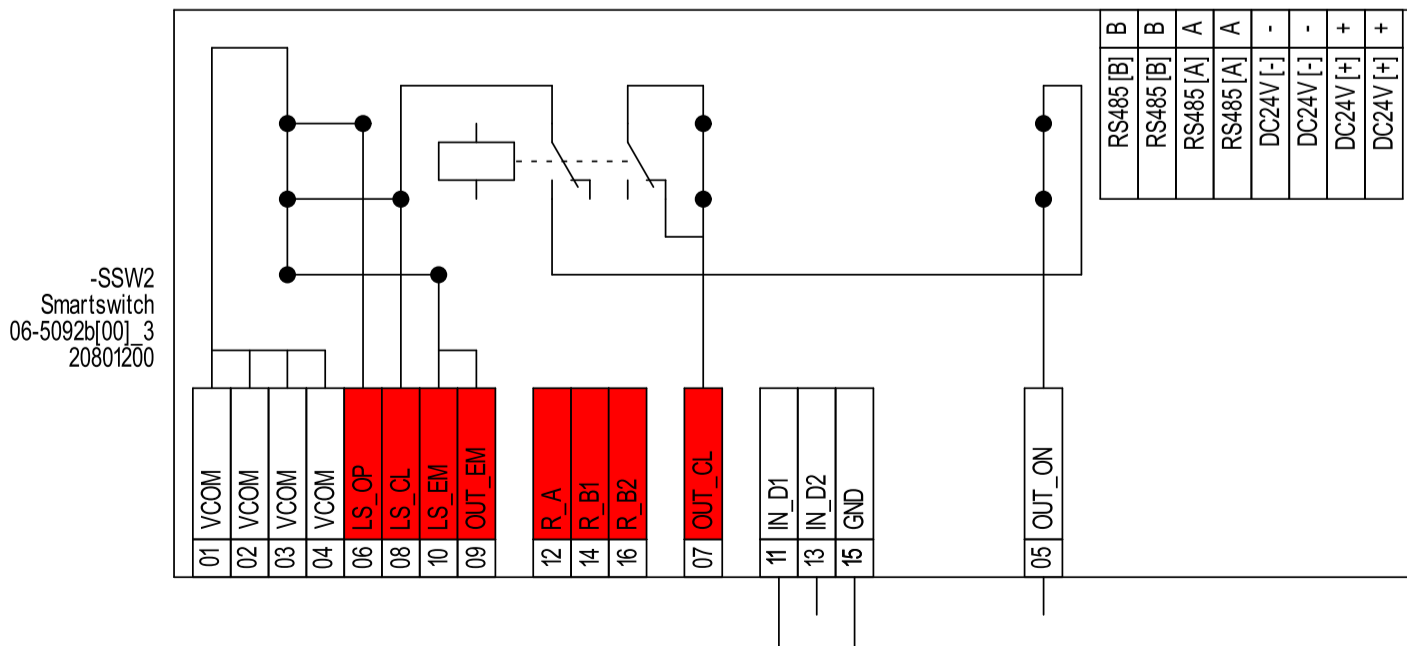 B
B
A
A
-
-
+
+
RS485 [B]
RS485 [B]
RS485 [A]
RS485 [A]
DC24V [-]
DC24V [-]
DC24V [+]
DC24V [+]
-SSW2
Smartswitch
06-5092b[00]_3
20801200
VCOM
VCOM
VCOM
VCOM
LS_OP
LS_CL
LS_EM
OUT_EM
R_A
R_B1
R_B2
OUT_CL
IN_D1
IN_D2
GND
OUT_ON
01
02
03
04
06
08
10
09
12
14
16
07
11
13
15
05